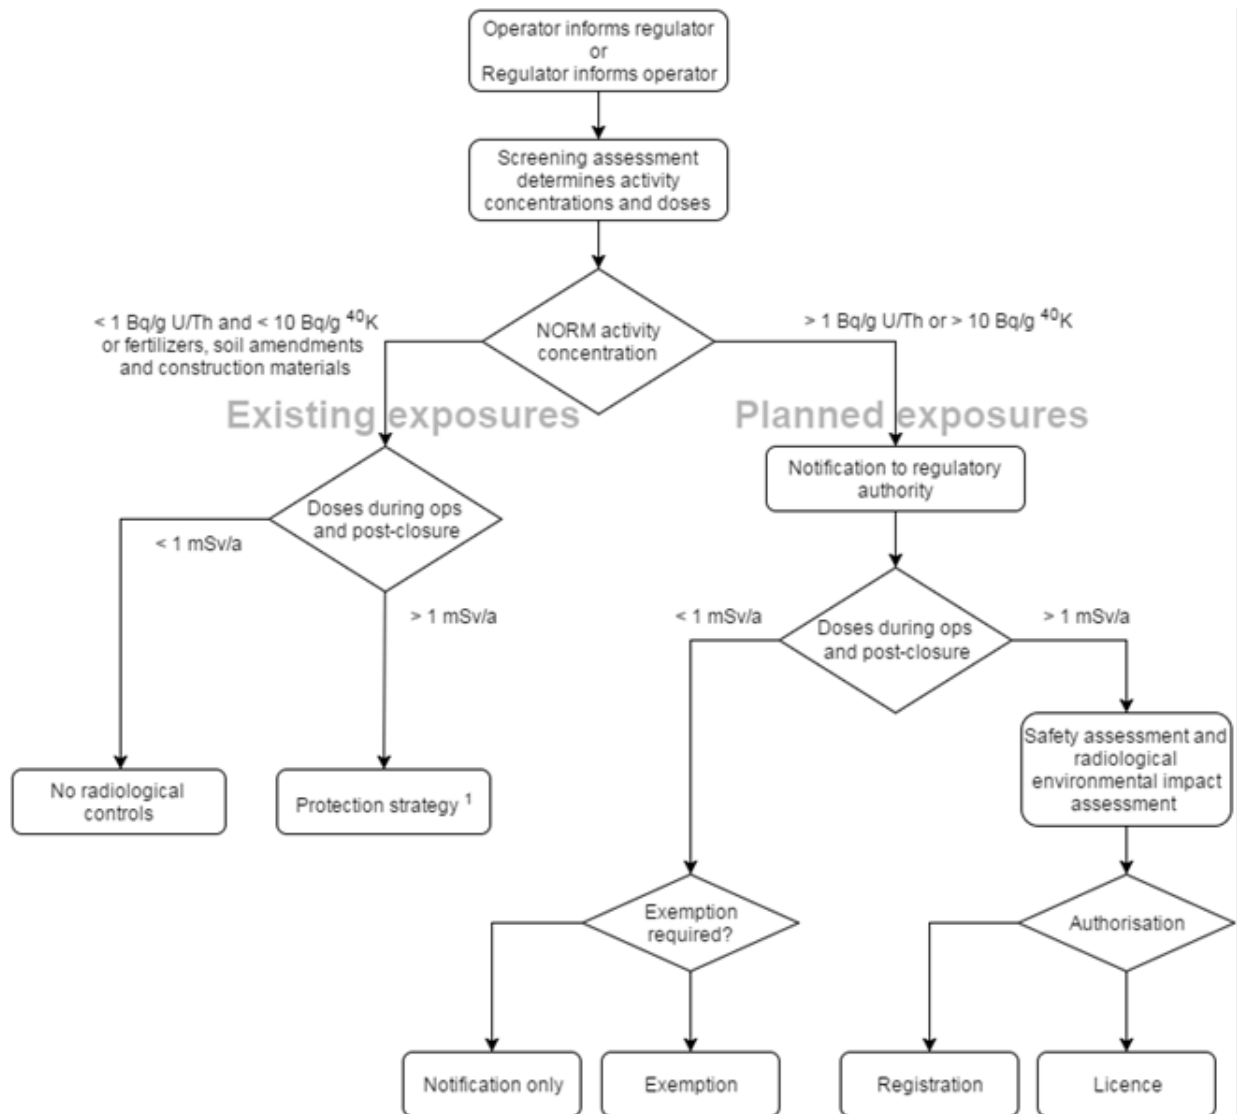 Operator informs regulator
or
Regulator informs operator
Screening assessment
determines activity
concentrations and doses
NORM activity
concentration
< 1 Bq/g U/Th and < 10 Bq/g ⁴⁰K
or fertilizers, soil amendments
and construction materials
> 1 Bq/g U/Th or > 10 Bq/g ⁴⁰K
Existing exposures
Planned exposures
Notification to regulatory
authority
Doses during ops
and post-closure
< 1 mSv/a
> 1 mSv/a
Doses during ops
and post-closure
< 1 mSv/a
> 1 mSv/a
No radiological
controls
Protection strategy ¹
Safety assessment and
radiological
environmental impact
assessment
Exemption
required?
Authorisation
Notification only
Exemption
Registration
Licence